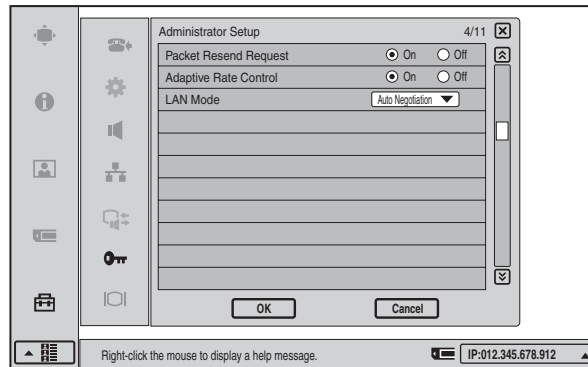 Administrator Setup 4/11
Packet Resend Request On Off
Adaptive Rate Control On Off
LAN Mode Auto Negotiation
OK Cancel
Right-click the mouse to display a help message. IP:012.345.678.912